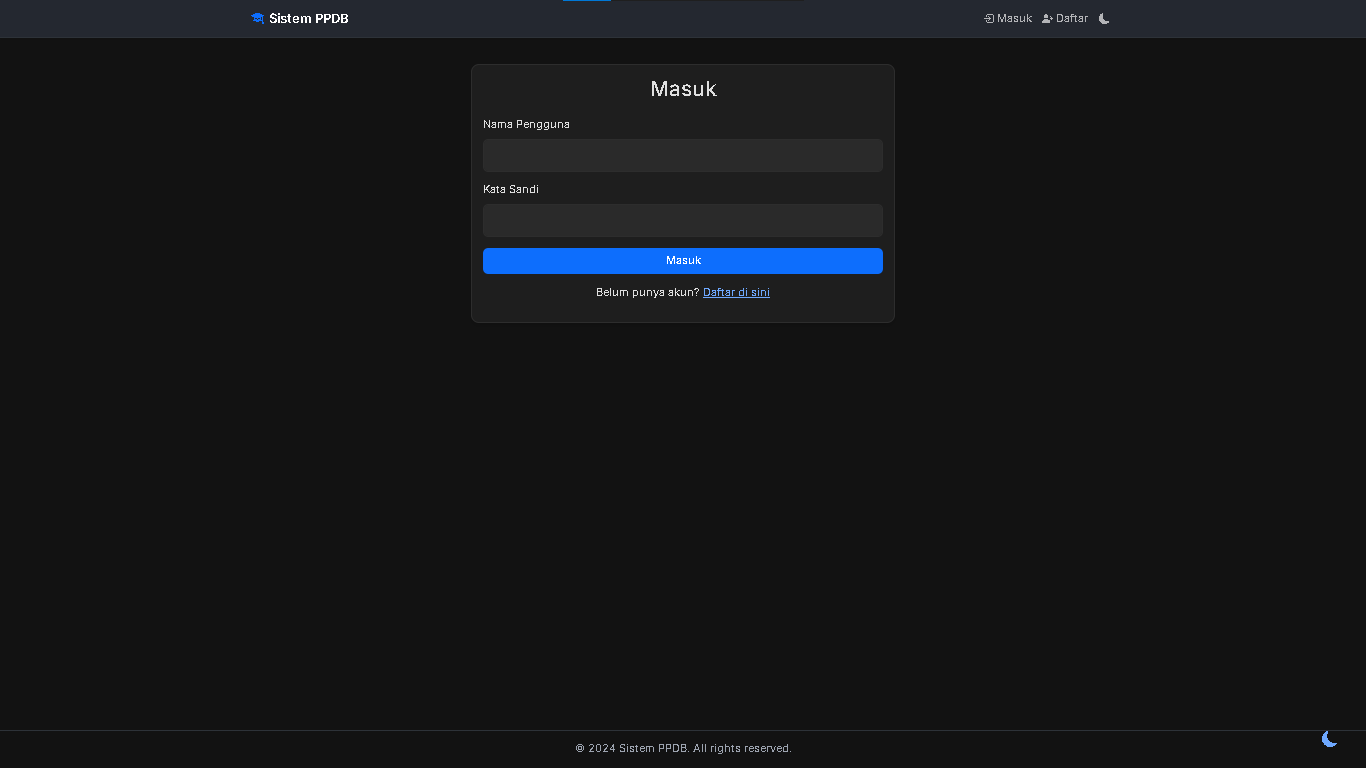 Sistem PPDB
Masuk Daftar
Masuk
Nama Pengguna
Kata Sandi
Masuk
Belum punya akun? Daftar di sini
© 2024 Sistem PPDB. All rights reserved.